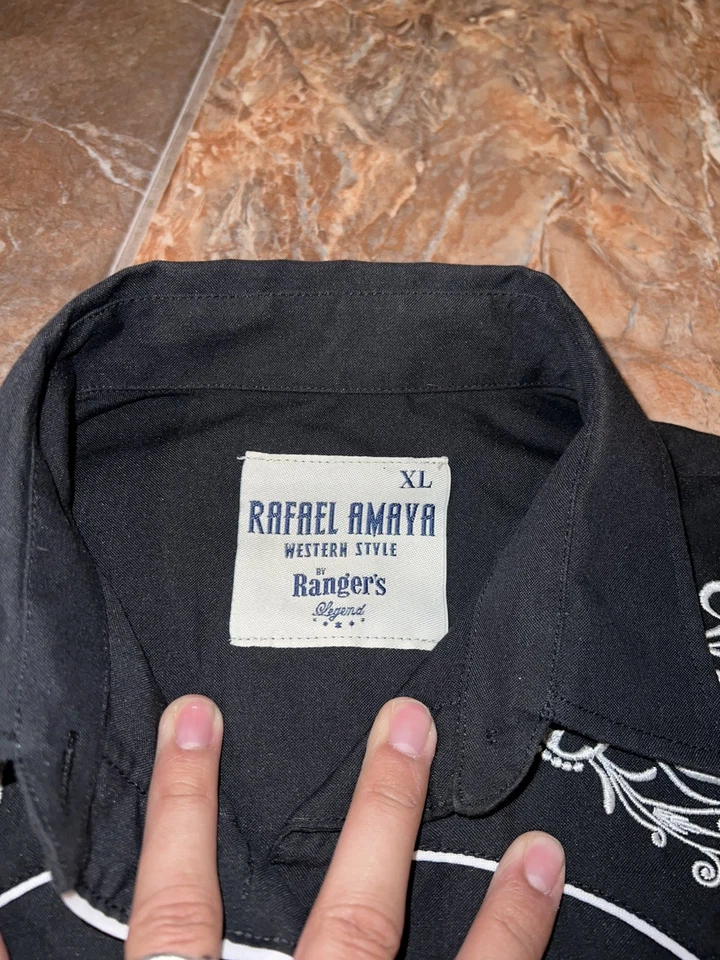 XL
RAFAEL AMAYA
WESTERN STYLE
BY
Ranger's
Legend